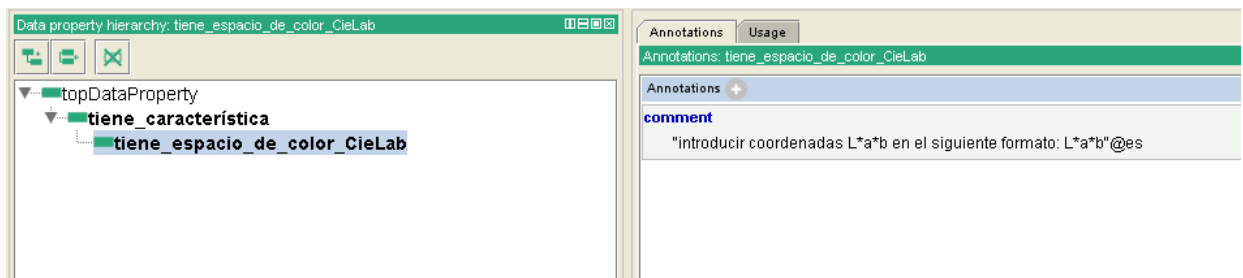 Data property hierarchy: tiene_espacio_de_color_CieLab
topDataProperty
tiene_característica
tiene_espacio_de_color_CieLab
Annotations Usage
Annotations: tiene_espacio_de_color_CieLab
Annotations
comment
"introducir coordenadas L*a*b en el siguiente formato: L*a*b"@es